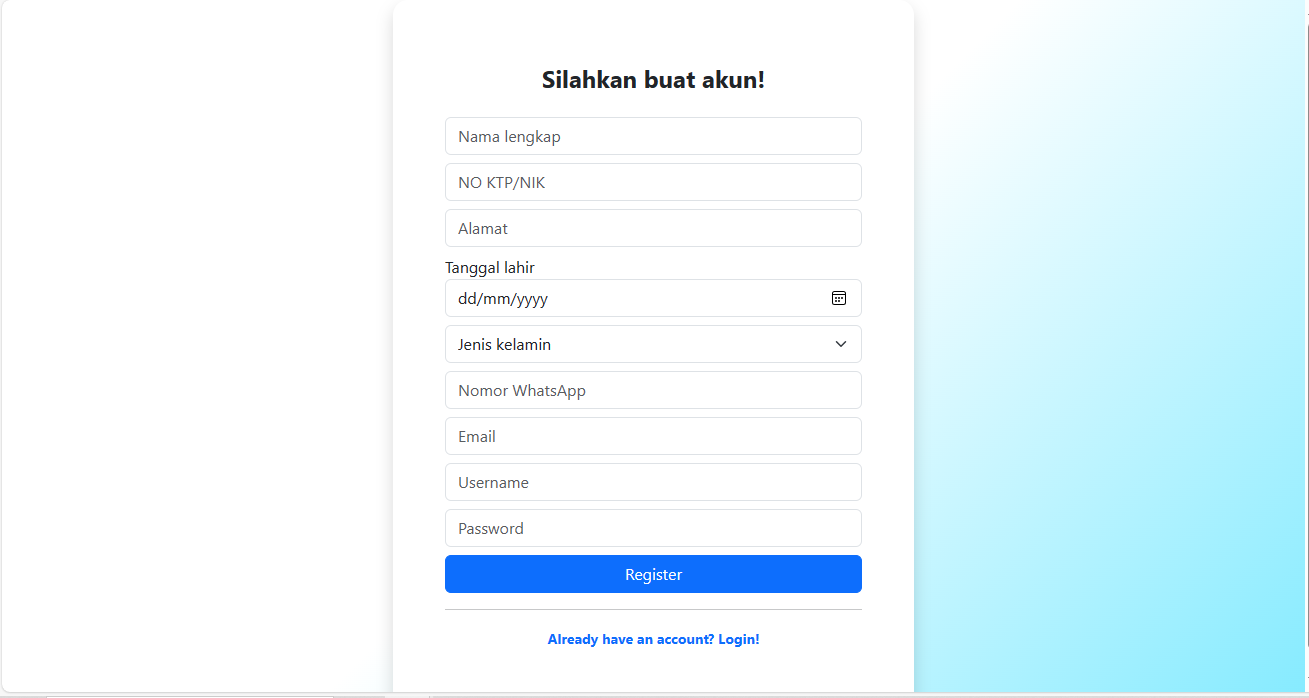 Silahkan buat akun!
Nama lengkap
NO KTP/NIK
Alamat
Tanggal lahir
dd/mm/yyyy
Jenis kelamin
Nomor WhatsApp
Email
Username
Password
Register
Already have an account? Login!